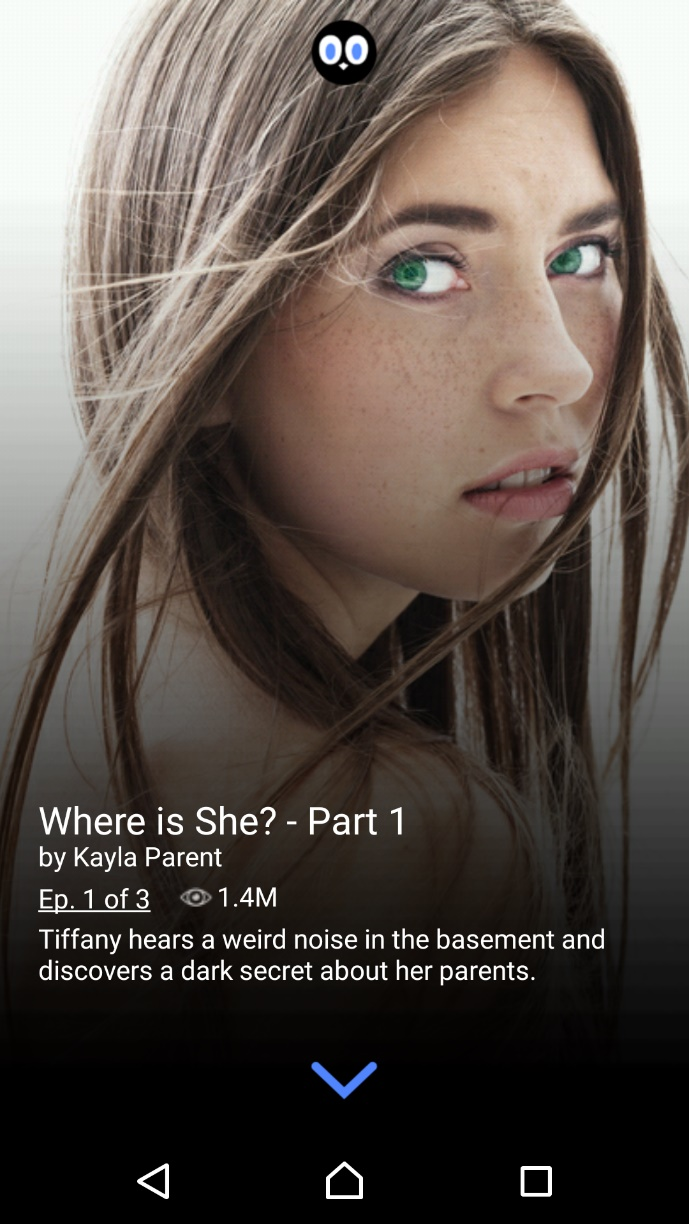 Where is She? - Part 1
by Kayla Parent
Ep. 1 of 3 1.4M
Tiffany hears a weird noise in the basement and
discovers a dark secret about her parents.